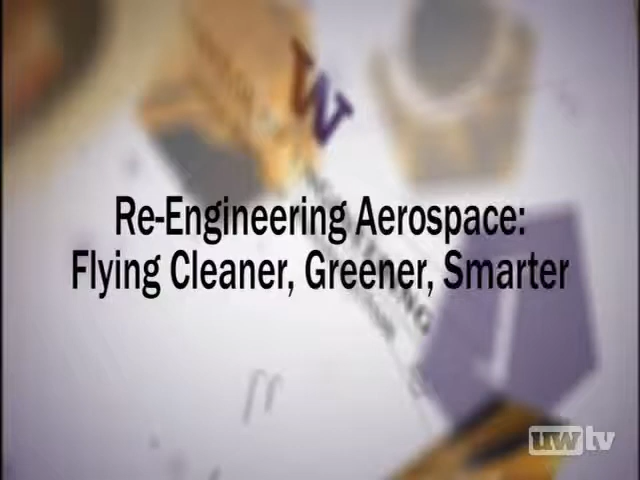 W
Re-Engineering Aerospace:
Flying Cleaner, Greener, Smarter
uwtv